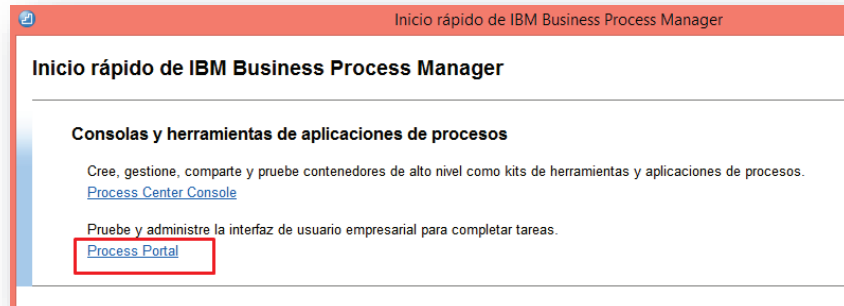 Inicio rápido de IBM Business Process Manager
Inicio rápido de IBM Business Process Manager
Consolas y herramientas de aplicaciones de procesos
Cree, gestione, comparte y pruebe contenedores de alto nivel como kits de herramientas y aplicaciones de procesos.
Process Center Console
Pruebe y administre la interfaz de usuario empresarial para completar tareas.
Process Portal